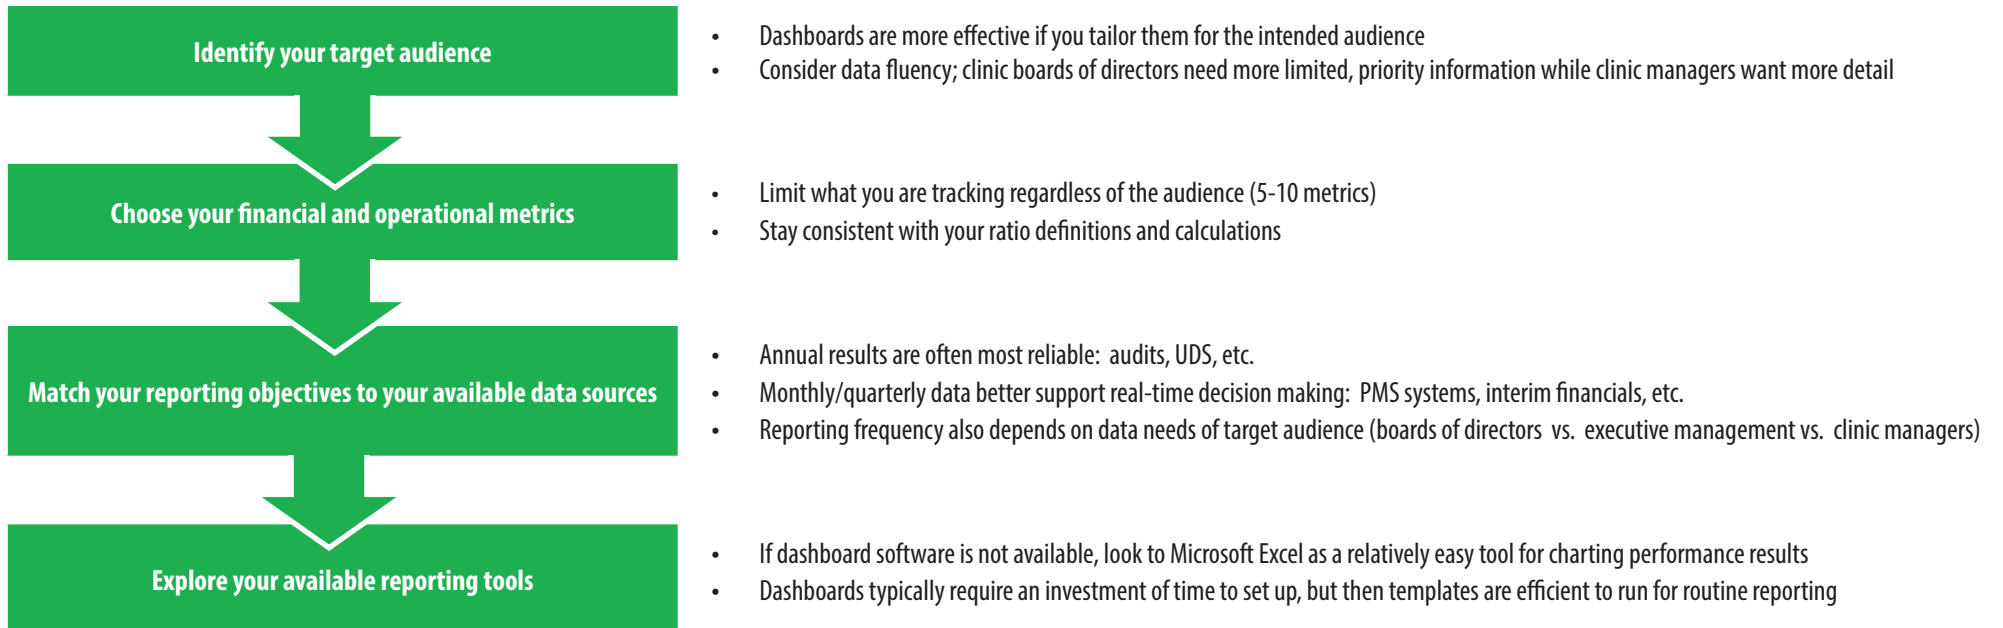 Identify your target audience
• Dashboards are more effective if you tailor them for the intended audience
• Consider data fluency; clinic boards of directors need more limited, priority information while clinic managers want more detail
Choose your financial and operational metrics
• Limit what you are tracking regardless of the audience (5-10 metrics)
• Stay consistent with your ratio definitions and calculations
Match your reporting objectives to your available data sources
• Annual results are often most reliable: audits, UDS, etc.
• Monthly/quarterly data better support real-time decision making: PMS systems, interim financials, etc.
• Reporting frequency also depends on data needs of target audience (boards of directors vs. executive management vs. clinic managers)
Explore your available reporting tools
• If dashboard software is not available, look to Microsoft Excel as a relatively easy tool for charting performance results
• Dashboards typically require an investment of time to set up, but then templates are efficient to run for routine reporting